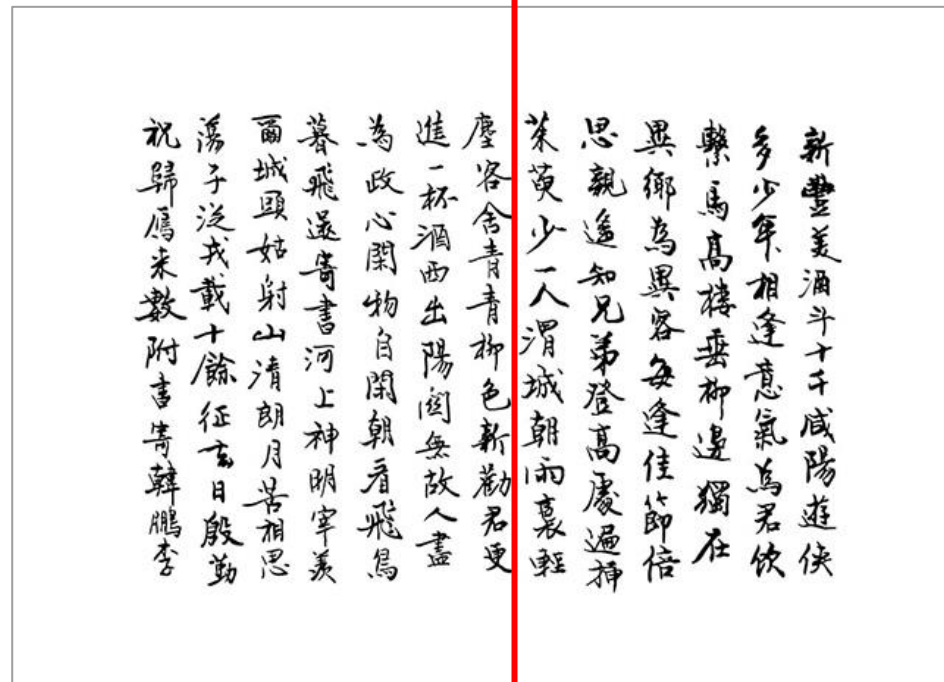 新豐美酒斗十千咸陽遊俠
多少年相逢意氣為君飲
繫馬高樓垂柳邊獨在
異鄉為異客每逢佳節倍
思親遙知兄弟登高處遍插
茱萸少一人渭城朝雨裛輕
塵客舍青青柳色新勸君更
進一杯酒西出陽關無故人盡
為政心閑物自閑朝看飛鳥
暮飛還寄書河上神明宰羨
爾城頭姑射山清朗月苦相思
蕩子從戎載十餘征去日殷勤
祝歸鴈来數附書寄韓鵬李